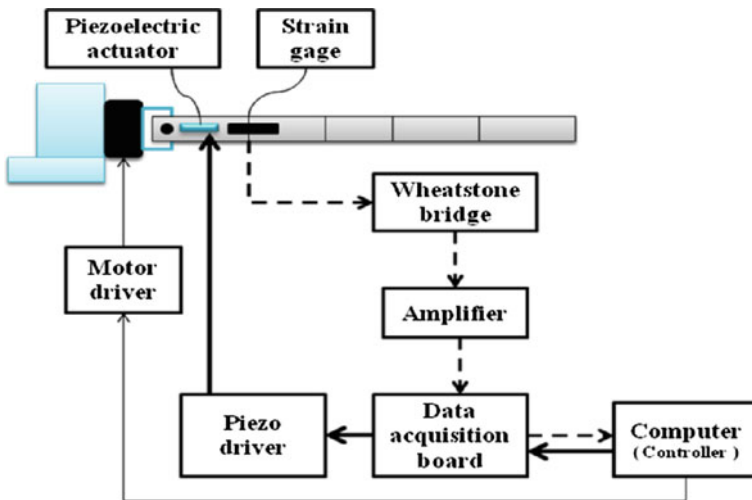 Piezoelectric
actuator
Strain
gage
Wheatstone
bridge
Motor
driver
Amplifier
Piezo
driver
Data
acquisition
board
Computer
( Controller )